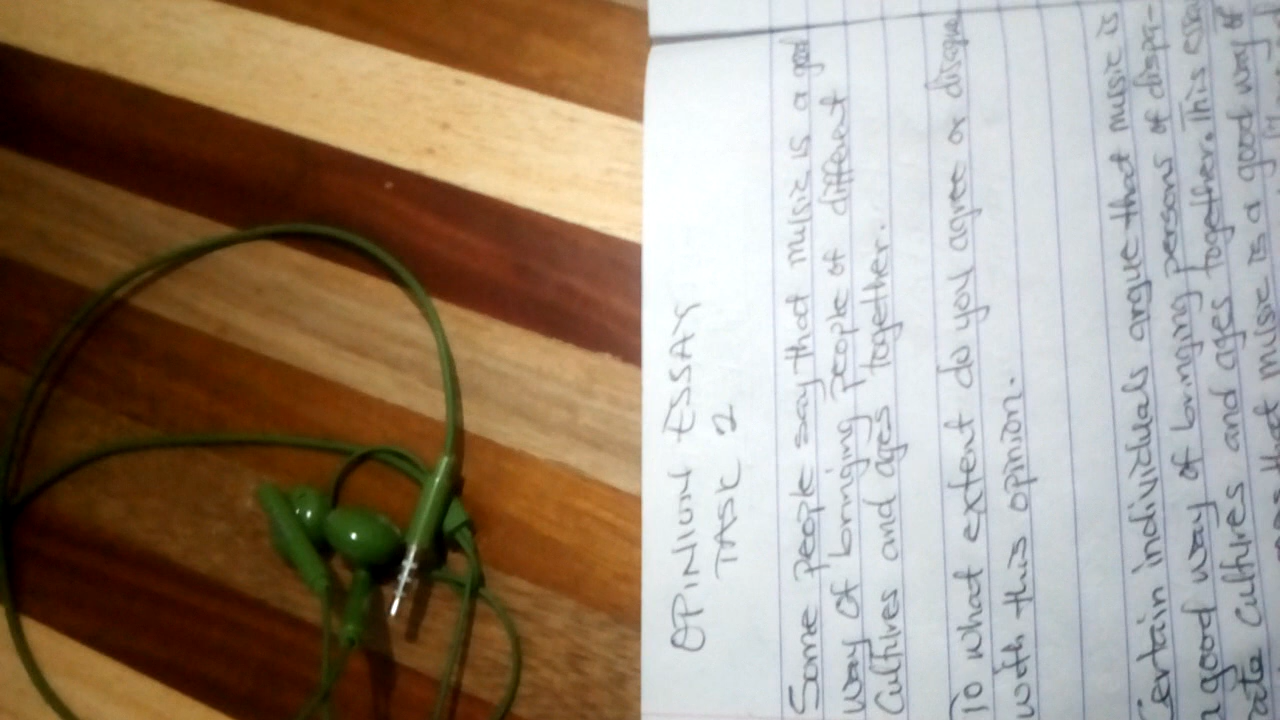 OPINION ESSAY
TASK 2
Some people say that music is a good
way of bringing people of different
Cultures and ages together.
To what extent do you agree or disagree
with this opinion.
Certain individuals argue that music is
a good way of bringing persons of dispa-
rate cultures and ages together. This essay
that music is a good way of